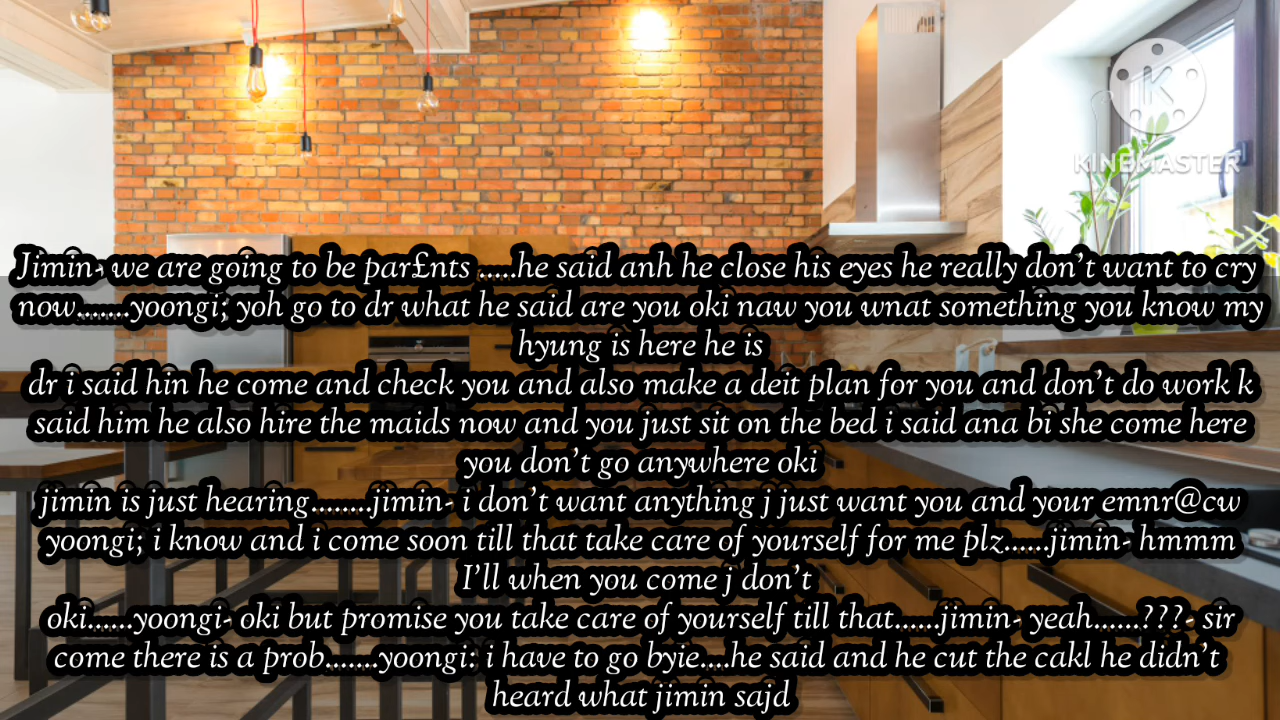 K
KINEMASTER
Jimin- we are going to be par£nts .....he said anh he close his eyes he really don't want to cry
now........yoongi; yoh go to dr what he said are you oki naw you wnat something you know my
hyung is here he is
dr i said hin he come and check you and also make a deit plan for you and don't do work k
said him he also hire the maids now and you just sit on the bed i said ana bi she come here
you don't go anywhere oki
jimin is just hearing........jimin- i don't want anything j just want you and your emnr@cw
yoongi; i know and i come soon till that take care of yourself for me plz......jimin- hmmm
I'll when you come j don't
oki......yoongi- oki but promise you take care of yourself till that......jimin- yeah......???- sir
come there is a prob.......yoongi: i have to go byie....he said and he cut the cakl he didn't
heard what jimin sajd